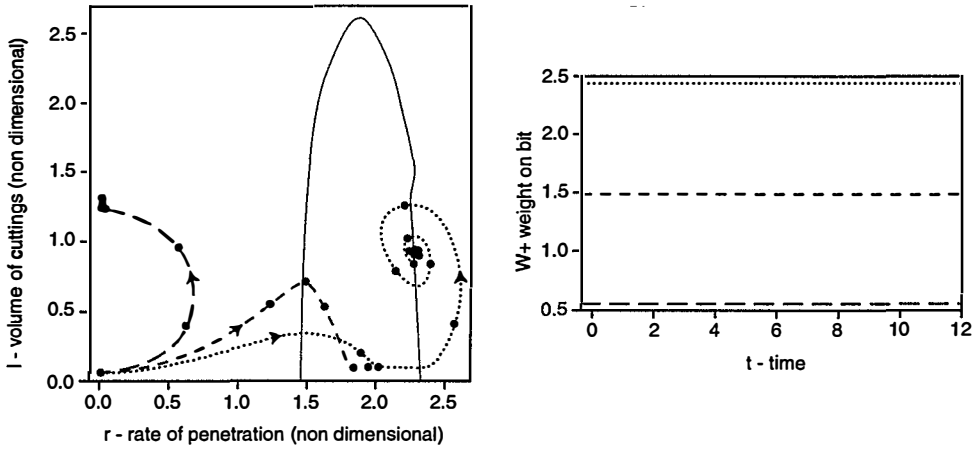 l - volume of cuttings (non dimensional)
2.5
2.0
1.5
1.0
0.5
0.0
0.0 0.5 1.0 1.5 2.0 2.5
r - rate of penetration (non dimensional)
W+ weight on bit
2.5
2.0
1.5
1.0
0.5
0 2 4 6 8 10 12
t - time